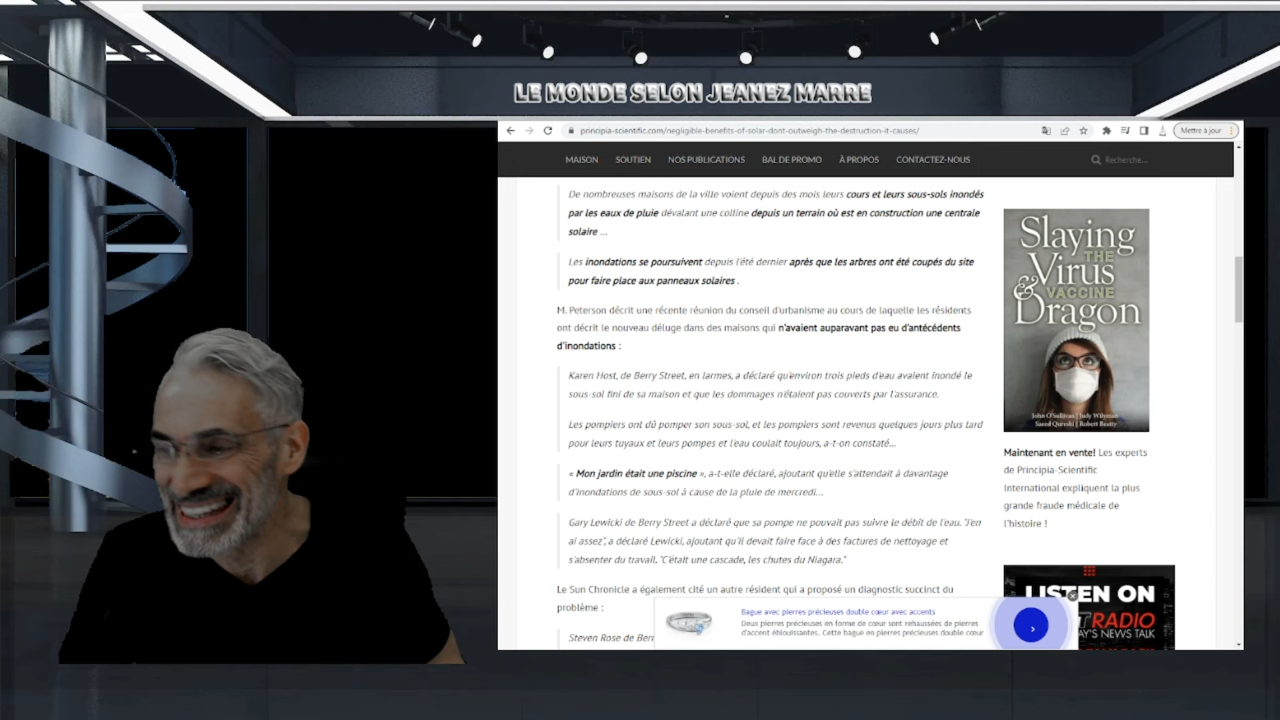 LE MONDE SELON JEANEZ MARRE
principia-scientific.com/negligible-benefits-of-solar-dont-outweigh-the-destruction-it-causes/
Mettre à jour
MAISON SOUTIEN NOS PUBLICATIONS BAL DE PROMO À PROPOS CONTACTEZ-NOUS
Recherche...
De nombreuses maisons de la ville voient depuis des mois leurs cours et leurs sous-sols inondés
par les eaux de pluie dévalant une colline depuis un terrain où est en construction une centrale
solaire ...
Les inondations se poursuivent depuis l'été dernier après que les arbres ont été coupés du site
pour faire place aux panneaux solaires .
M. Peterson décrit une récente réunion du conseil d'urbanisme au cours de laquelle les résidents
ont décrit le nouveau déluge dans des maisons qui n'avaient auparavant pas eu d'antécédents
d'inondations :
Karen Host, de Berry Street, en larmes, a déclaré qu'environ trois pieds d'eau avaient inondé le
sous-sol fini de sa maison et que les dommages n'étaient pas couverts par l'assurance.
Les pompiers ont dû pomper son sous-sol, et les pompiers sont revenus quelques jours plus tard
pour leurs tuyaux et leurs pompes et l'eau coulait toujours, a-t-on constaté...
« Mon jardin était une piscine », a-t-elle déclaré, ajoutant qu'elle s'attendait à davantage
d'inondations de sous-sol à cause de la pluie de mercredi...
Gary Lewicki de Berry Street a déclaré que sa pompe ne pouvait pas suivre le débit de l'eau. "J'en
ai assez", a déclaré Lewicki, ajoutant qu'il devait faire face à des factures de nettoyage et
s'absenter du travail. "C'était une cascade, les chutes du Niagara."
Le Sun Chronicle a également cité un autre résident qui a proposé un diagnostic succinct du
problème :
Steven Rose de Ber
Bague avec pierres précieuses double cœur avec accents
Deux pierres précieuses en forme de cœur sont rehaussées de pierres
d'accent éblouissantes. Cette bague en pierres précieuses double cœur
Slaying
THE
Virus
& VACCINE
Dragon
John O'Sullivan | Judy Wilyman
Saeed Qureshi | Robert Beatty
Maintenant en vente! Les experts
de Principia-Scientific
International expliquent la plus
grande fraude médicale de
l'histoire !
LISTEN ON
TRADIO
AY'S NEWS TALK